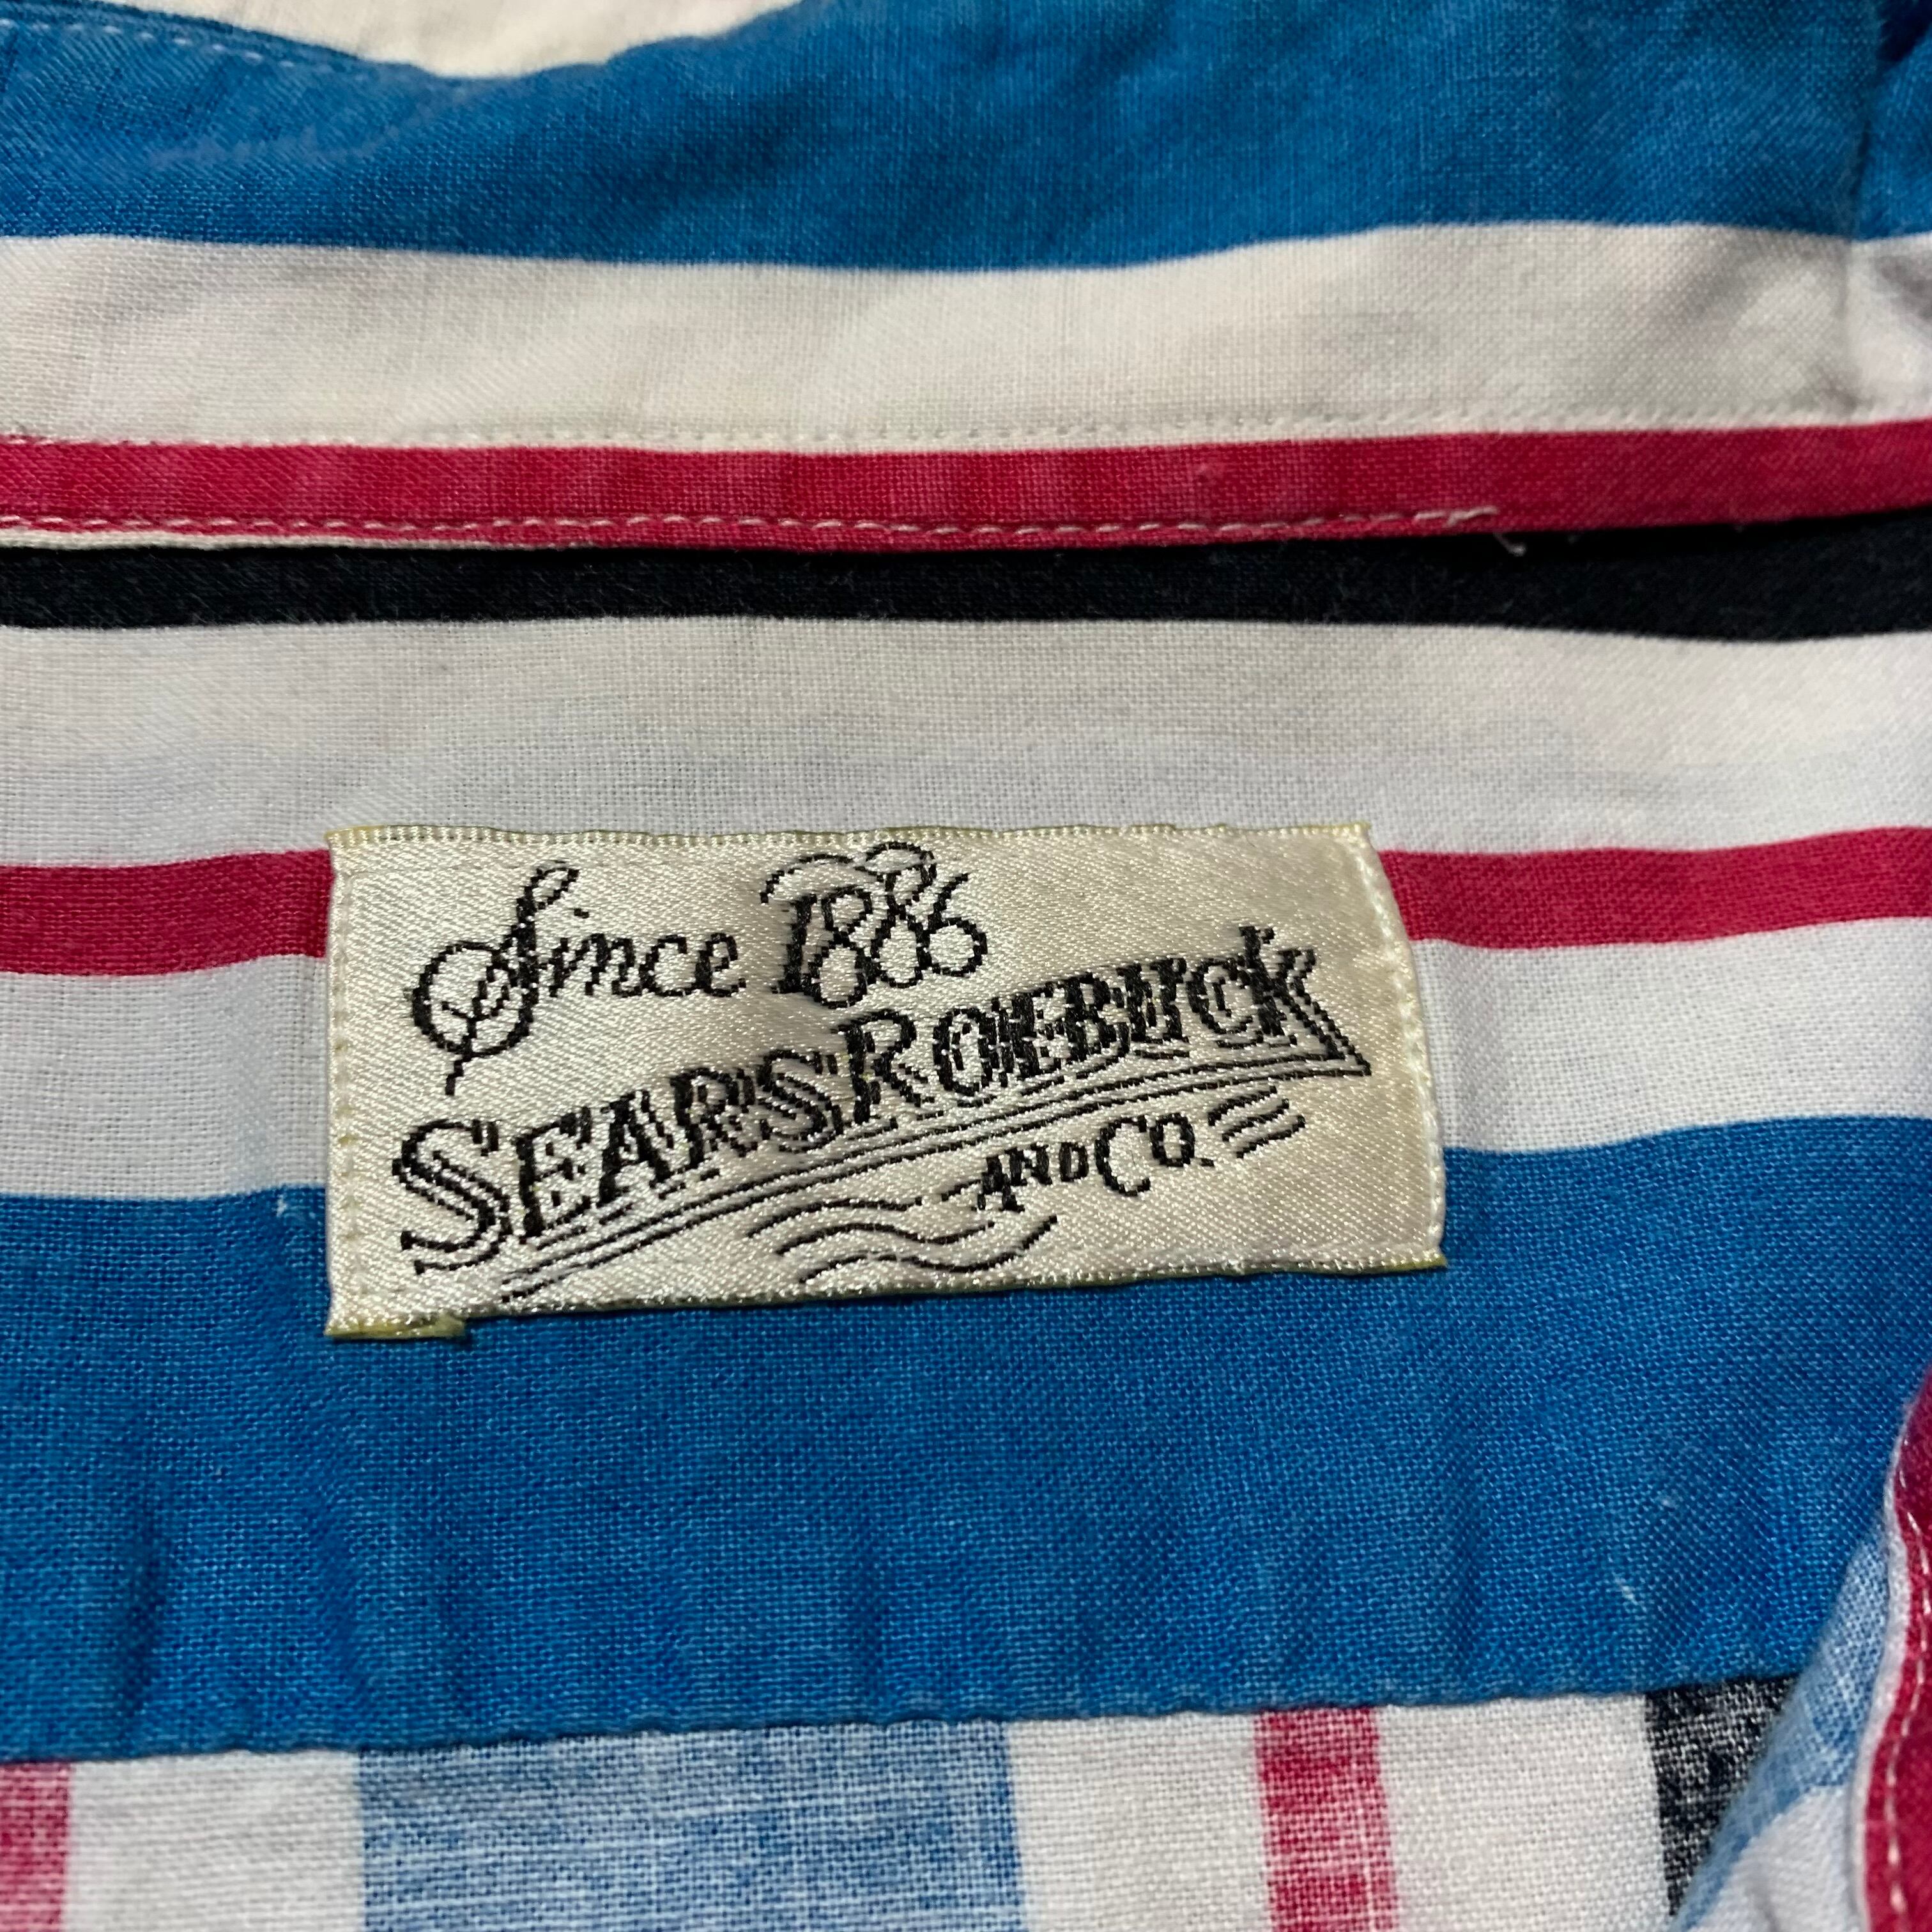 Since 1886
SEARS ROEBUCK
AND CO.